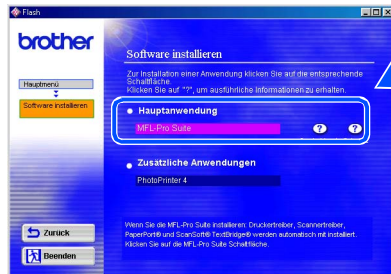 Flash
brother
Software installieren
Zur Installation einer Anwendung klicken Sie auf die entsprechende
Schaltfläche.
Klicken Sie auf "?", um ausführliche Informationen zu erhalten.
Hauptmenü
Software installieren
Hauptanwendung
MFL-Pro Suite
? ?
Zusätzliche Anwendungen
PhotoPrinter 4
Wenn Sie die MFL-Pro Suite installieren: Druckertreiber, Scannertreiber,
PaperPort® und ScanSoft® TextBridge® werden automatisch mit installiert.
Klicken Sie auf die MFL-Pro Suite Schaltfläche.
Zurück
Beenden